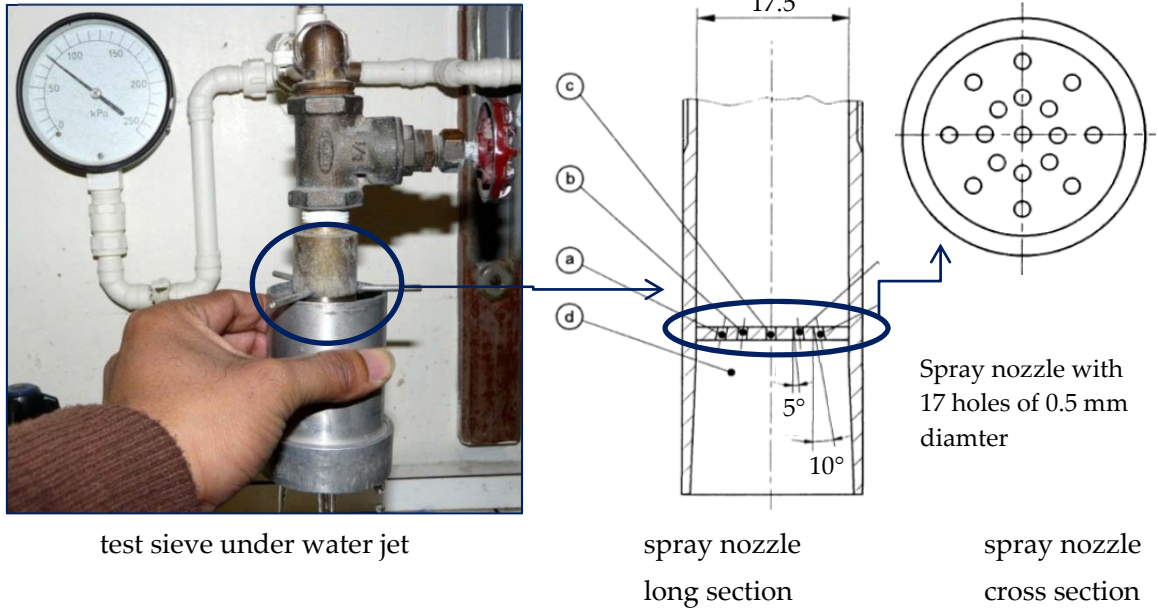 100
150
50
200
0
kPa
250
17.5
c
b
a
d
5°
10°
Spray nozzle with
17 holes of 0.5 mm
diamter
test sieve under water jet
spray nozzle
long section
spray nozzle
cross section